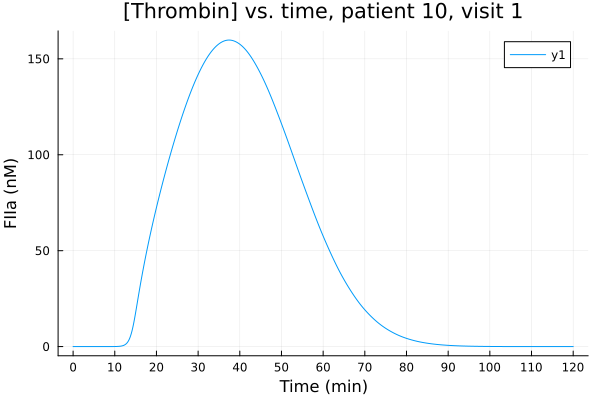 [Thrombin] vs. time, patient 10, visit 1
y1
150
100
50
0
FIIa (nM)
0 10 20 30 40 50 60 70 80 90 100 110 120
Time (min)